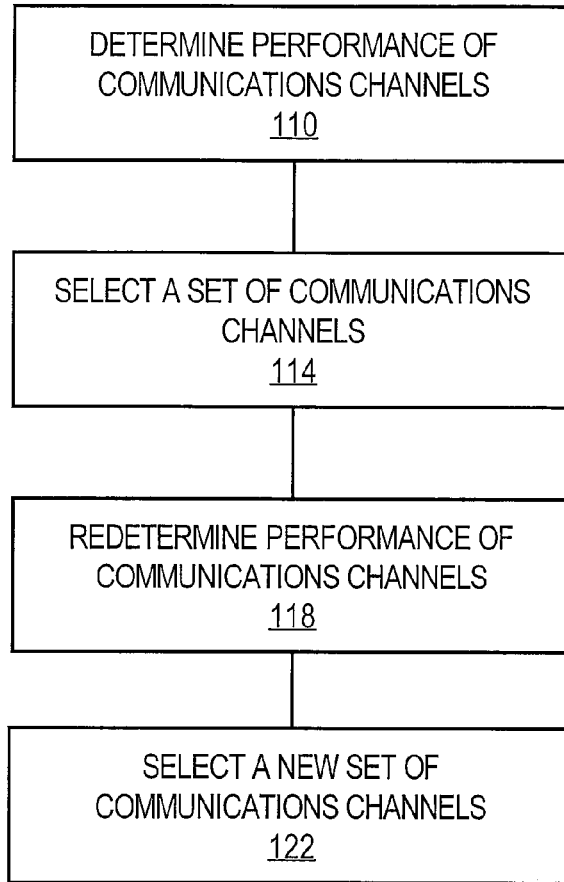 DETERMINE PERFORMANCE OF
COMMUNICATIONS CHANNELS
110
SELECT A SET OF COMMUNICATIONS
CHANNELS
114
REDETERMINE PERFORMANCE OF
COMMUNICATIONS CHANNELS
118
SELECT A NEW SET OF
COMMUNICATIONS CHANNELS
122